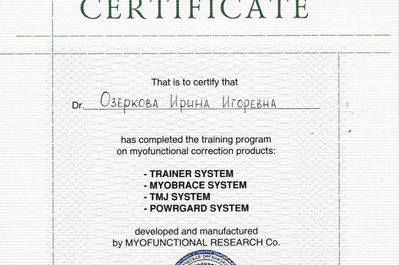 CERTIFICATE
That is to certify that
Dr. Озеркова Ирина Игоревна
has completed the training program
on myofunctional correction products:
- TRAINER SYSTEM
- MYOBRACE SYSTEM
- TMJ SYSTEM
- POWRGARD SYSTEM
developed and manufactured
by MYOFUNCTIONAL RESEARCH Co.